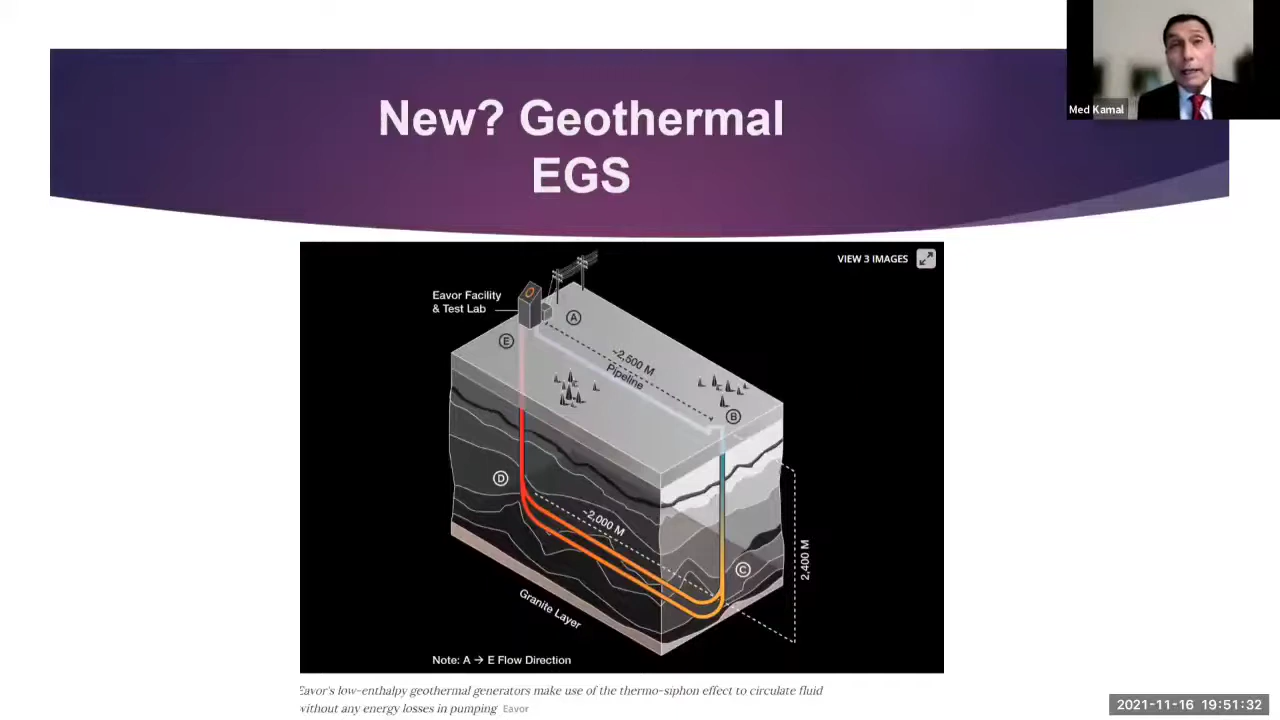 New? Geothermal
EGS
Med Kamal
VIEW 3 IMAGES
Eavor Facility
& Test Lab
A
E
~2,500 M
Pipeline
B
D
~2,000 M
C
2,400 M
Granite Layer
Note: A → E Flow Direction
Eavor's low-enthalpy geothermal generators make use of the thermo-siphon effect to circulate fluid
without any energy losses in pumping Eavor
2021-11-16 19:51:32